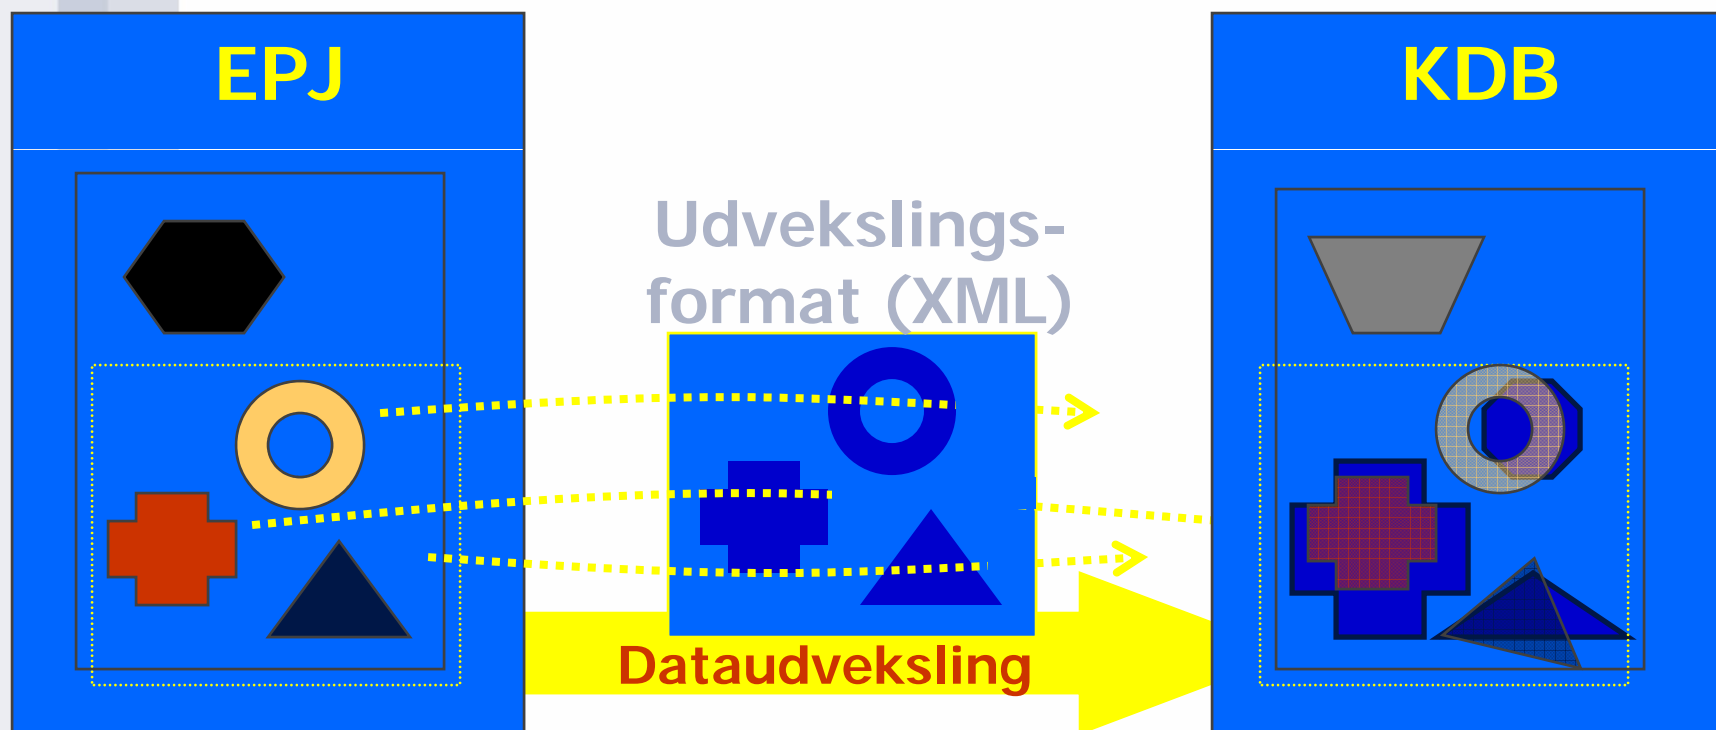 EPJ
KDB
Udvekslings-
format (XML)
Dataudveksling